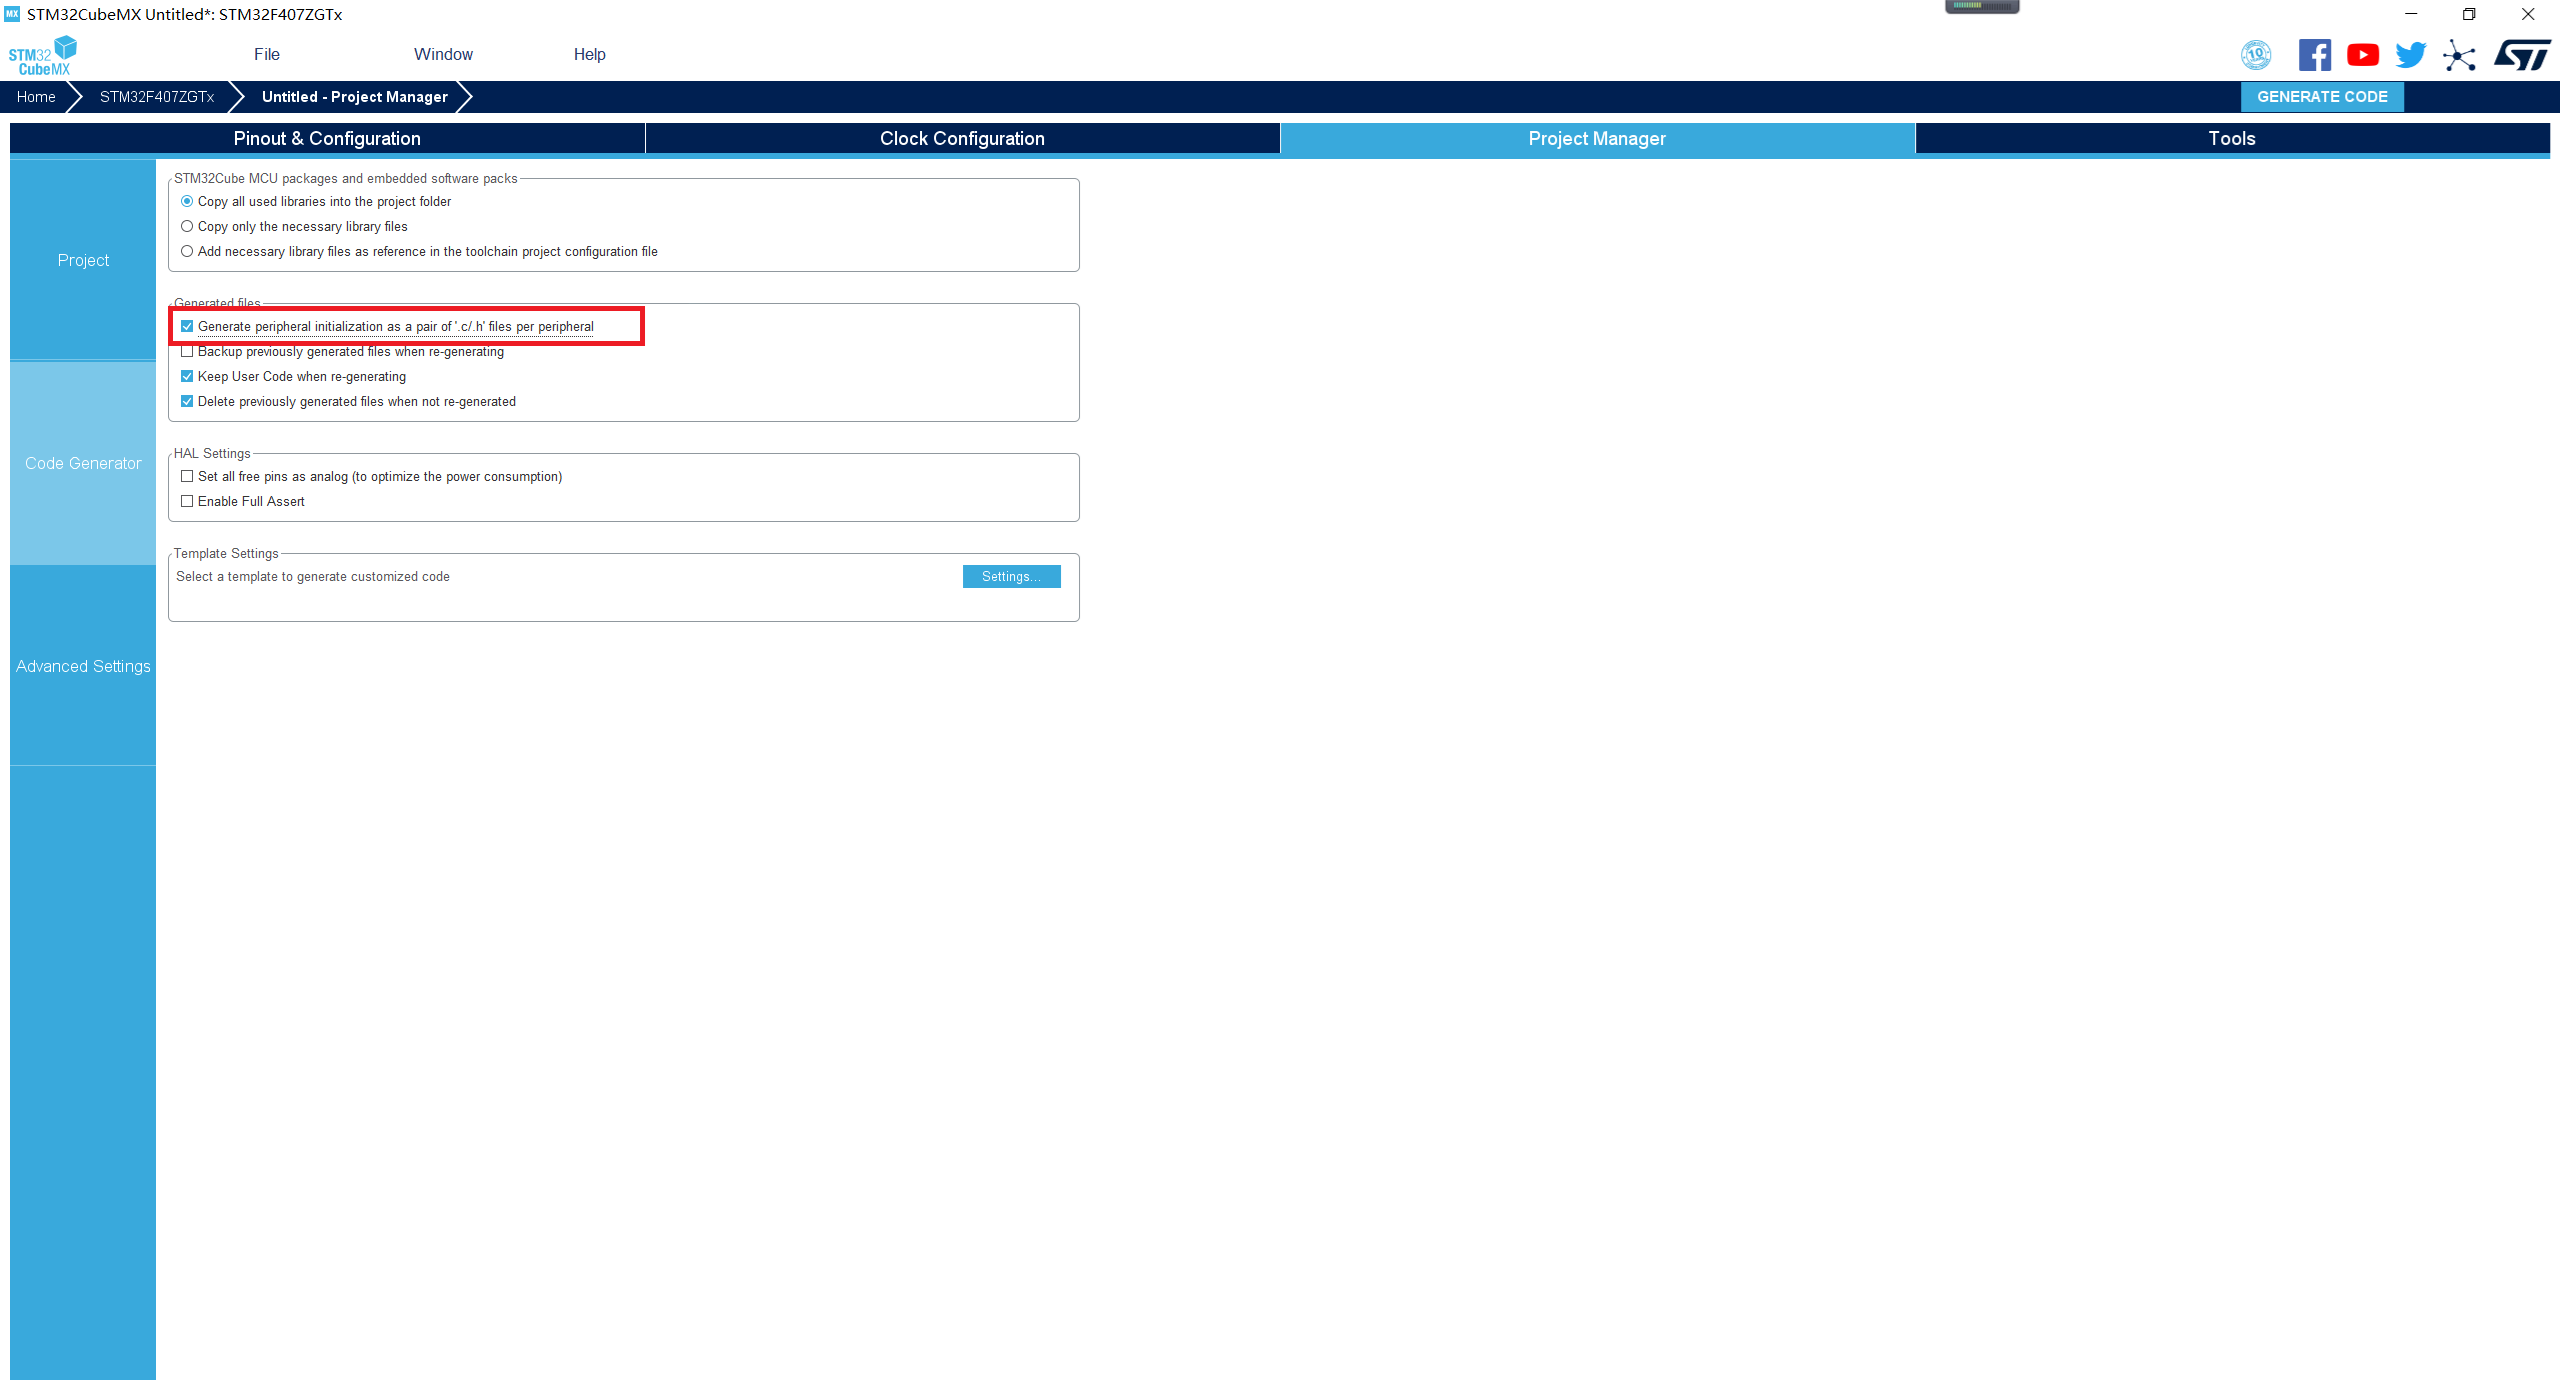 MX STM32CubeMX Untitled*: STM32F407ZGTx
STM32
CubeMX
File Window Help
10
Home STM32F407ZGTx Untitled - Project Manager GENERATE CODE
Pinout & Configuration Clock Configuration Project Manager Tools
Project
Code Generator
Advanced Settings
STM32Cube MCU packages and embedded software packs
Copy all used libraries into the project folder
Copy only the necessary library files
Add necessary library files as reference in the toolchain project configuration file
Generated files
Generate peripheral initialization as a pair of '.c/.h' files per peripheral
Backup previously generated files when re-generating
Keep User Code when re-generating
Delete previously generated files when not re-generated
HAL Settings
Set all free pins as analog (to optimize the power consumption)
Enable Full Assert
Template Settings
Select a template to generate customized code Settings...